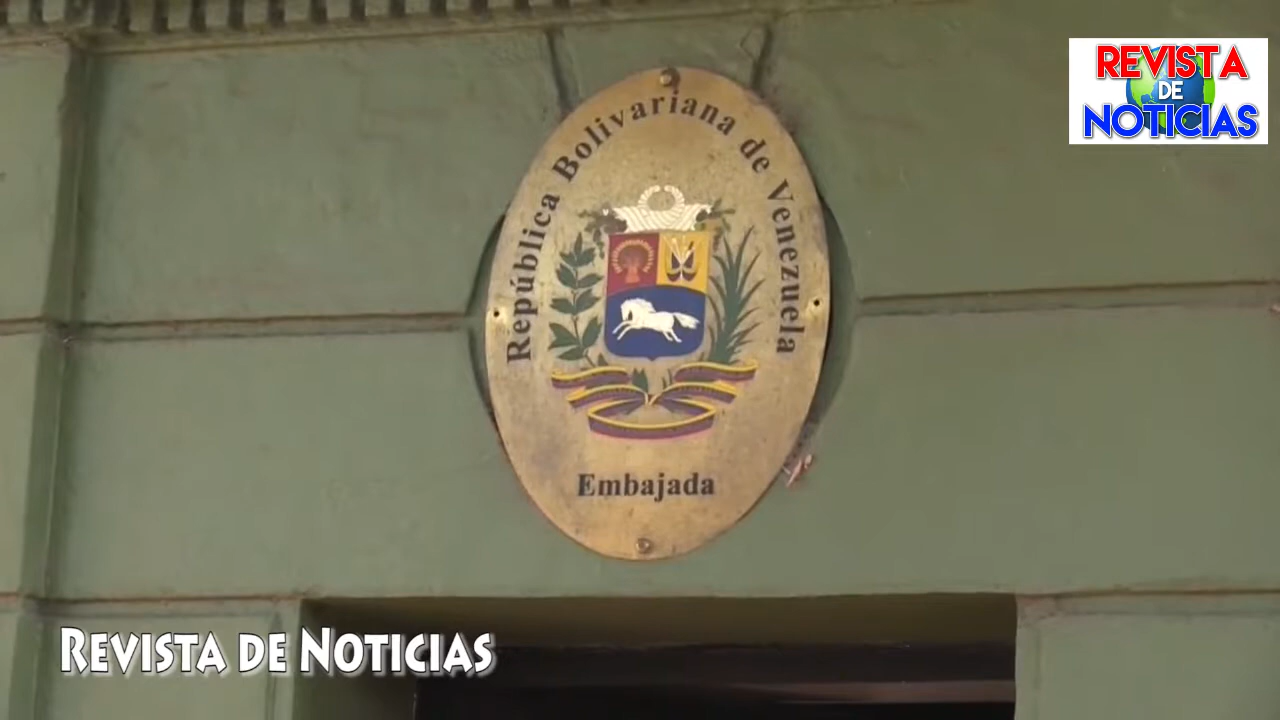 REVISTA
DE
NOTICIAS
República Bolivariana de Venezuela
Embajada
REVISTA DE NOTICIAS